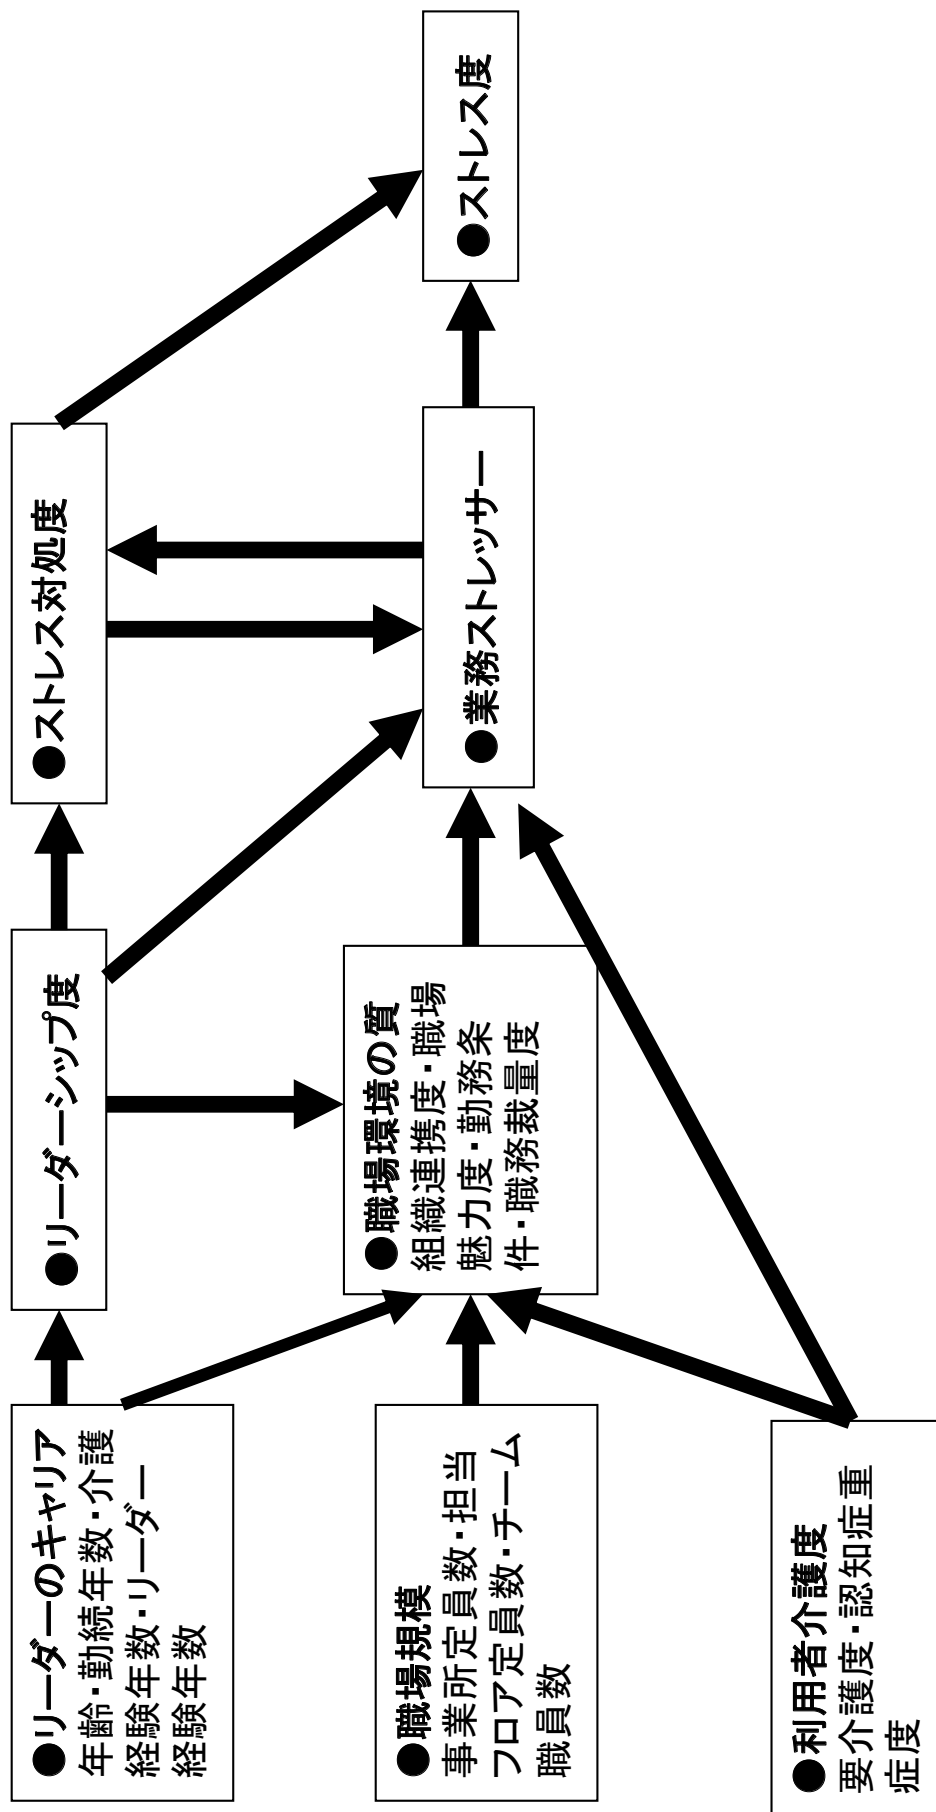 ●リーダーのキャリア
年齢・勤続年数・介護
経験年数・リーダー
経験年数
●リーダーシップ度
●ストレス対処度
●職場規模
事業所定員数・担当
フロア定員数・チーム
職員数
●職場環境の質
組織連携度・職場
魅力度・勤務条
件・職務裁量度
●業務ストレッサー
●ストレス度
●利用者介護度
要介護度・認知症重
症度